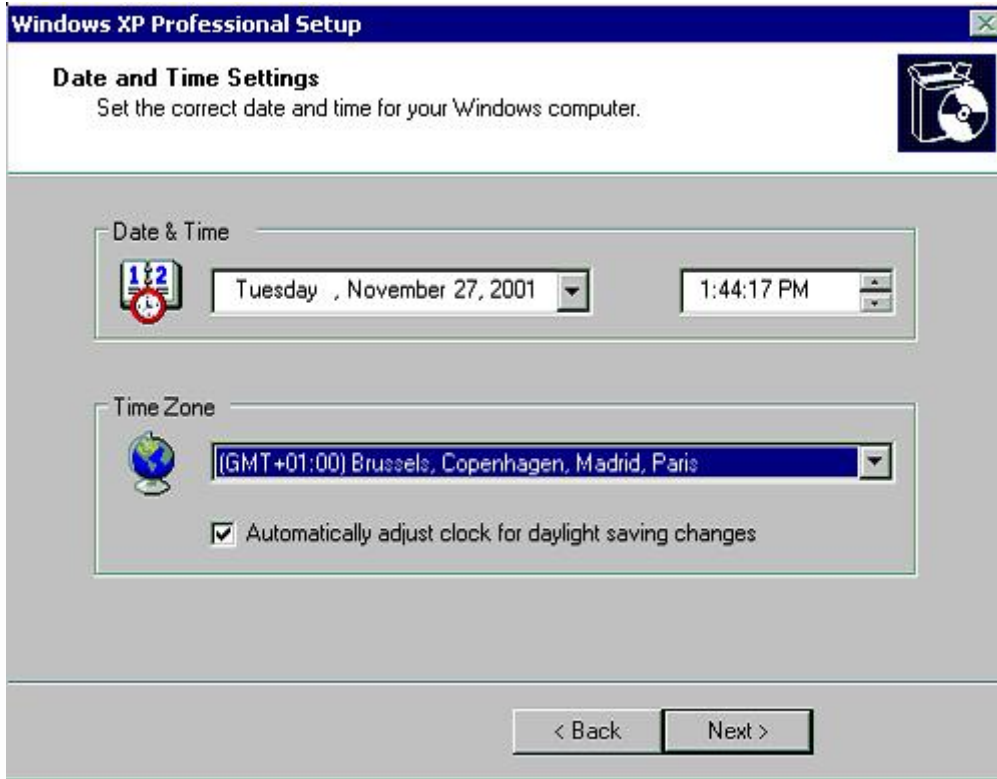 Windows XP Professional Setup
Date and Time Settings
Set the correct date and time for your Windows computer.
Date & Time
1 2
Tuesday , November 27, 2001
1:44:17 PM
Time Zone
(GMT+01:00) Brussels, Copenhagen, Madrid, Paris
Automatically adjust clock for daylight saving changes
< Back
Next >